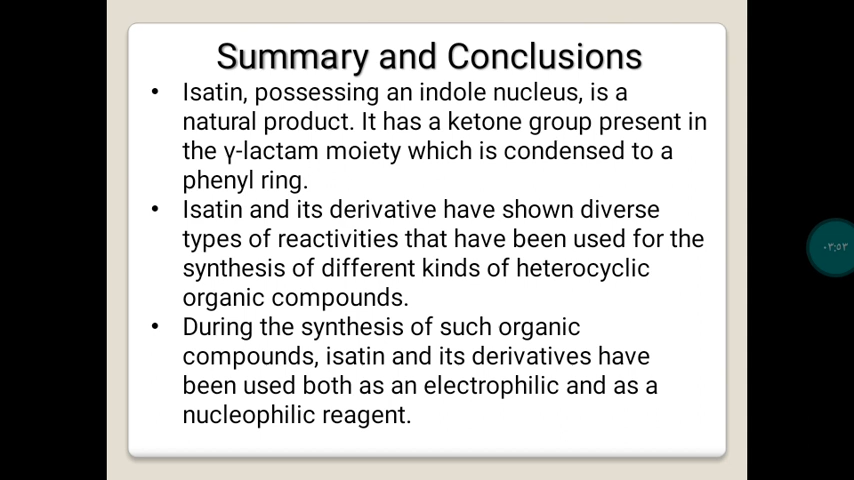 Summary and Conclusions
• Isatin, possessing an indole nucleus, is a
natural product. It has a ketone group present in
the γ-lactam moiety which is condensed to a
phenyl ring.
• Isatin and its derivative have shown diverse
types of reactivities that have been used for the
synthesis of different kinds of heterocyclic
organic compounds.
• During the synthesis of such organic
compounds, isatin and its derivatives have
been used both as an electrophilic and as a
nucleophilic reagent.
٠٣:٥٣